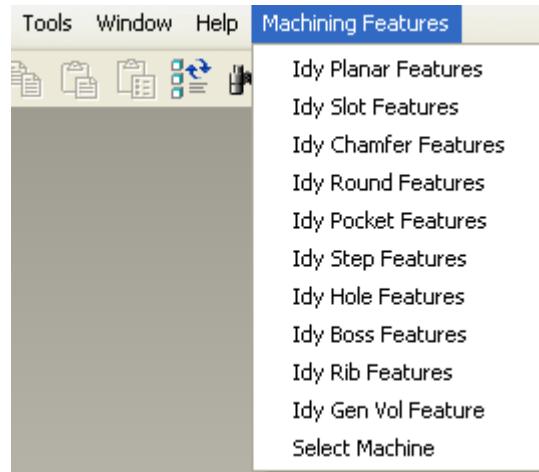 Tools Window Help Machining Features
Idy Planar Features
Idy Slot Features
Idy Chamfer Features
Idy Round Features
Idy Pocket Features
Idy Step Features
Idy Hole Features
Idy Boss Features
Idy Rib Features
Idy Gen Vol Feature
Select Machine